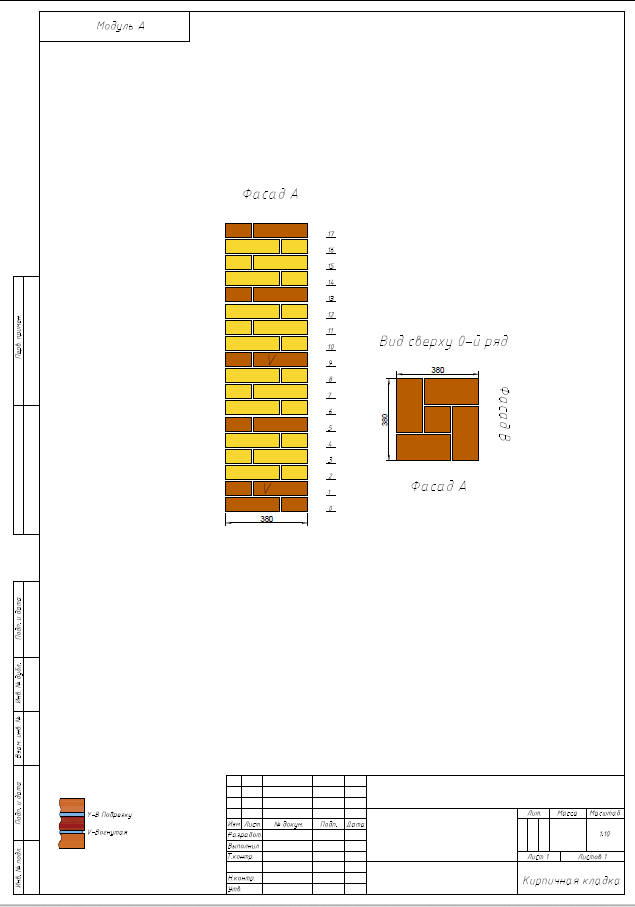 Модуль А
Фасад А
17
16
15
14
13
12
11
10
V
9
8
7
6
5
4
3
2
V
1
0
380
Вид сверху 0-й ряд
380
380
Фасад В
Фасад А
Перв. примен.
Подп. и дата
Инв. № дубл.
Взам. инв. №
Подп. и дата
Инв. № подл.
Y-В Подрезку
V-Вогнутая
Изм Лист № докум. Подп. Дата
Разработ
Выполнил
Т.контр.
Н.контр.
Утв.
Лит. Масса Масштаб
1:10
Лист 1 Листов 1
Кирпичная кладка